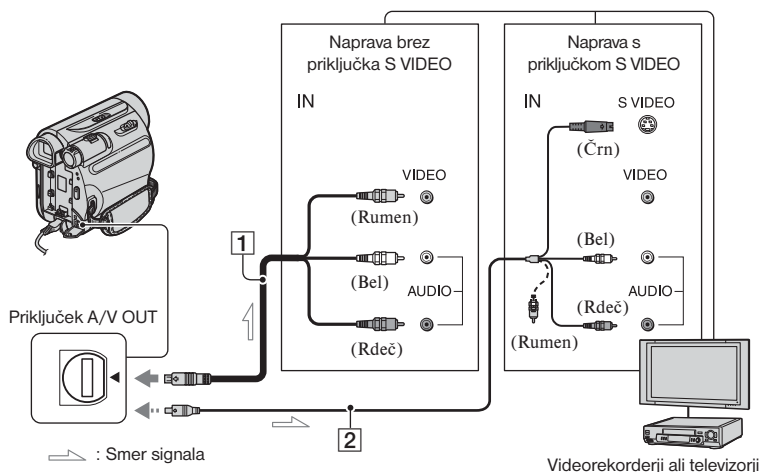 Naprava brez
priključka S VIDEO
IN
VIDEO
(Rumen)
(Bel)
AUDIO
(Rdeč)
Naprava s
priključkom S VIDEO
IN
S VIDEO
(Črn)
VIDEO
(Bel)
AUDIO
(Rdeč)
(Rumen)
1
Priključek A/V OUT
2
: Smer signala
Videorekorderji ali televizorji